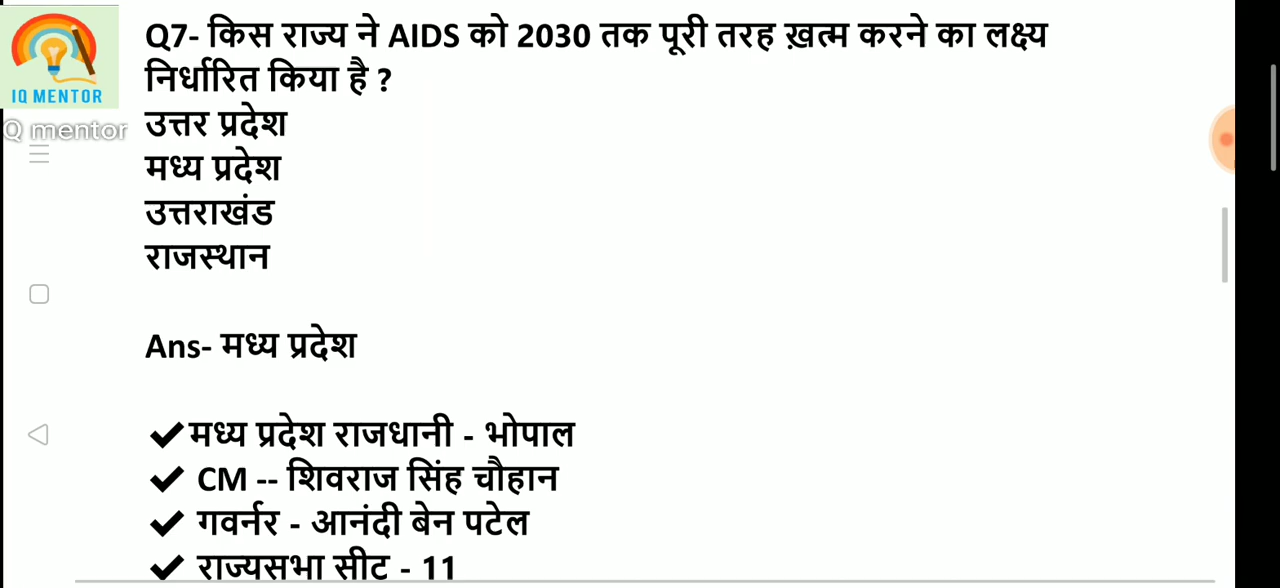 IQ MENTOR
Q mentor
Q7- किस राज्य ने AIDS को 2030 तक पूरी तरह ख़त्म करने का लक्ष्य
निर्धारित किया है ?
उत्तर प्रदेश
मध्य प्रदेश
उत्तराखंड
राजस्थान
Ans- मध्य प्रदेश
✔मध्य प्रदेश राजधानी - भोपाल
✔ CM -- शिवराज सिंह चौहान
✔ गवर्नर - आनंदी बेन पटेल
✔ राज्यसभा सीट - 11